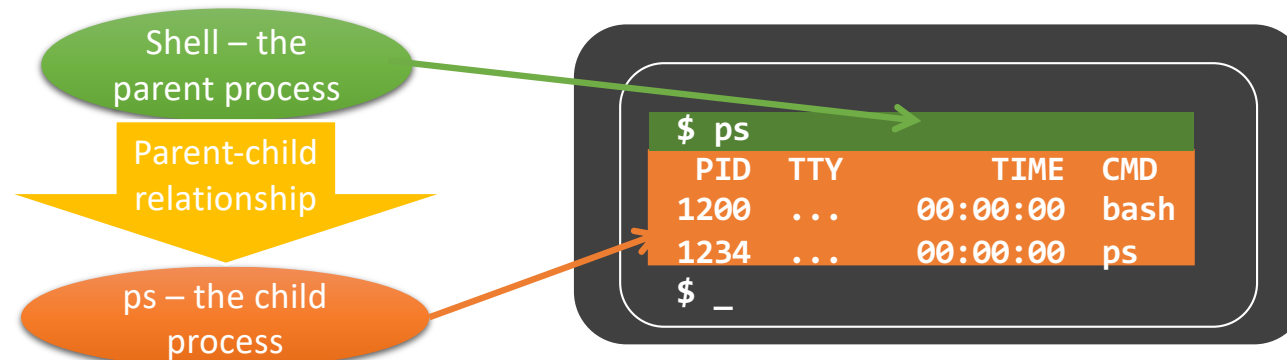 Shell – the
parent process
Parent-child
relationship
ps – the child
process
$ ps
PID TTY TIME CMD
1200 ... 00:00:00 bash
1234 ... 00:00:00 ps
$ _